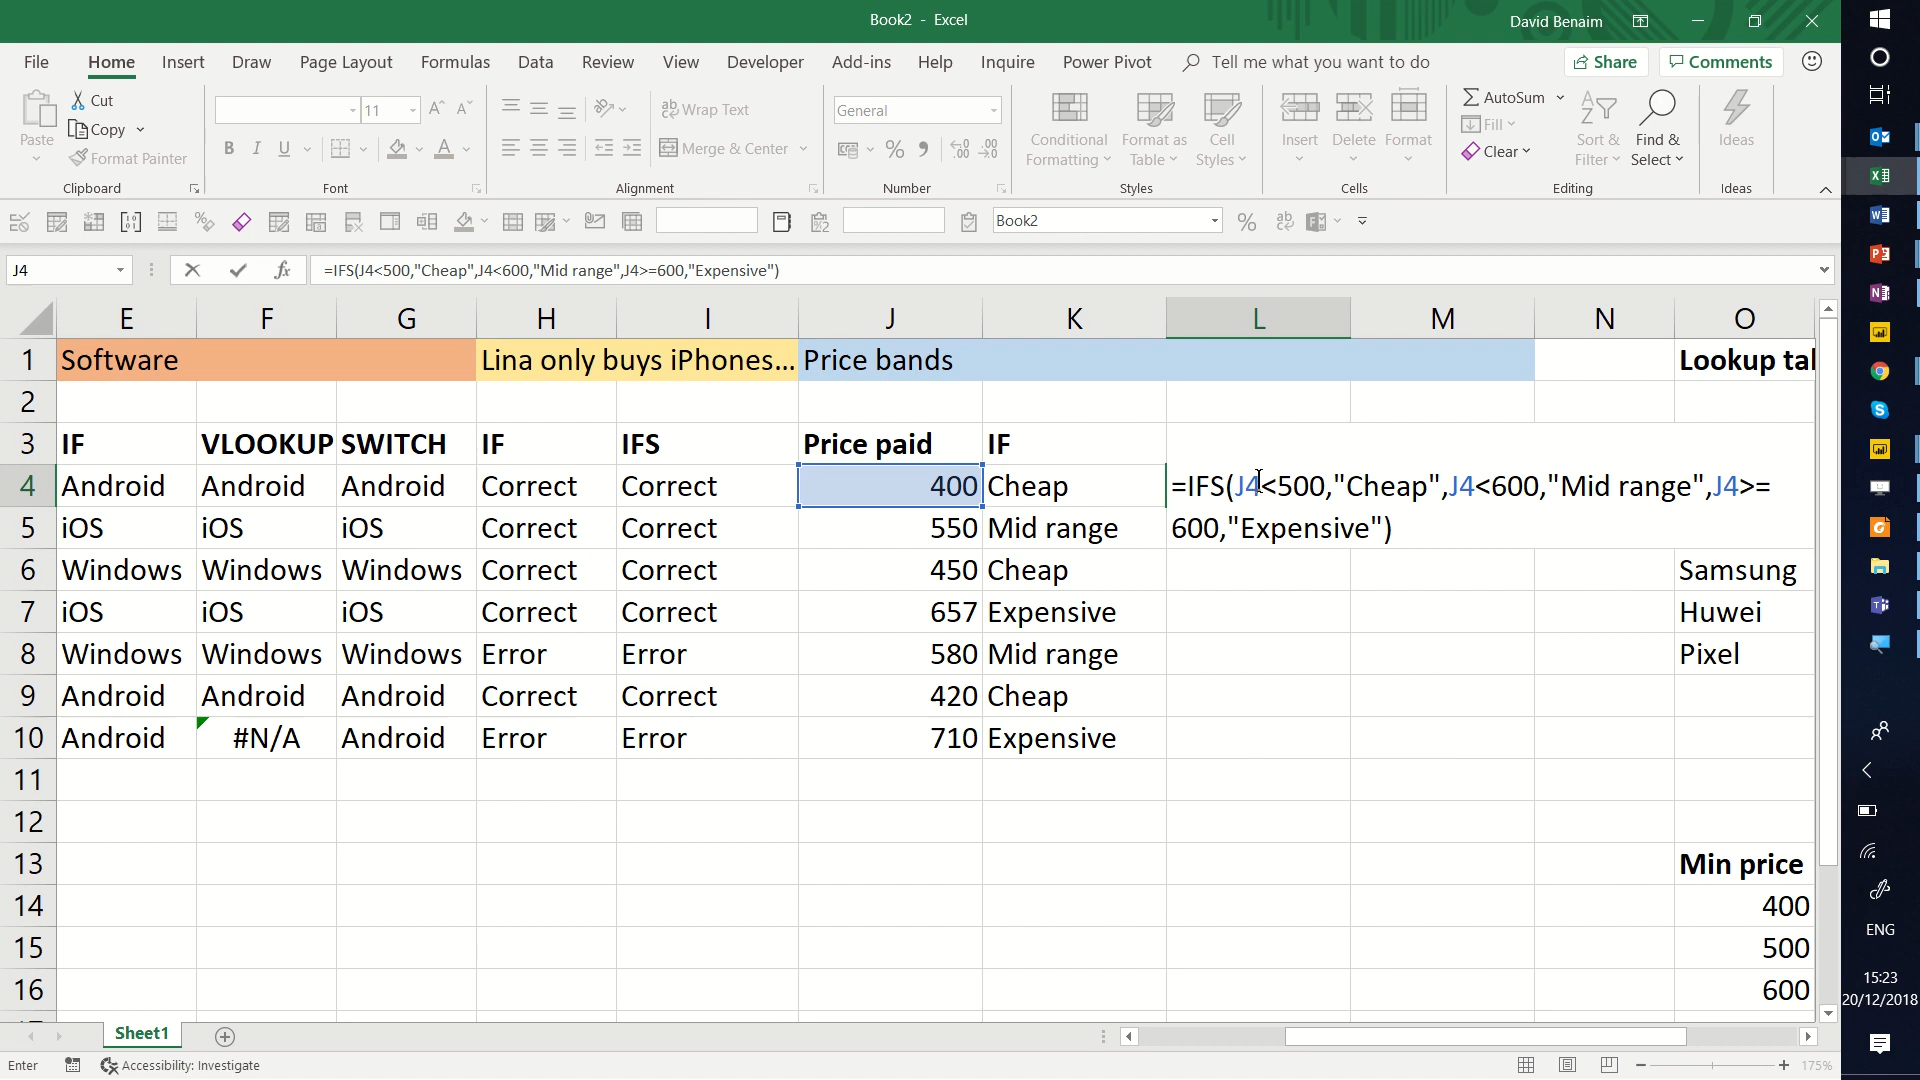 Book2 - Excel
David Benaim
File Home Insert Draw Page Layout Formulas Data Review View Developer Add-ins Help Inquire Power Pivot Tell me what you want to do Share Comments
Paste
Cut
Copy
Format Painter
Clipboard
11
Font
Wrap Text
Merge & Center
Alignment
General
Number
Conditional Formatting
Format as Table
Cell Styles
Styles
Insert Delete Format
Cells
AutoSum
Fill
Clear
Sort & Filter
Find & Select
Editing
Ideas
Ideas
Book2
J4 =IFS(J4<500,"Cheap",J4<600,"Mid range",J4>=600,"Expensive")
E F G H I J K L M N O
1 Software Lina only buys iPhones... Price bands Lookup tal
2
3 IF VLOOKUP SWITCH IF IFS Price paid IF
4 Android Android Android Correct Correct 400 Cheap =IFS(J4<500,"Cheap",J4<600,"Mid range",J4>=
5 iOS iOS iOS Correct Correct 550 Mid range 600,"Expensive")
6 Windows Windows Windows Correct Correct 450 Cheap Samsung
7 iOS iOS iOS Correct Correct 657 Expensive Huwei
8 Windows Windows Windows Error Error 580 Mid range Pixel
9 Android Android Android Correct Correct 420 Cheap
10 Android #N/A Android Error Error 710 Expensive
11
12
13 Min price
14 400
15 500
16 600
Sheet1
Enter Accessibility: Investigate 175%
ENG
15:23
20/12/2018